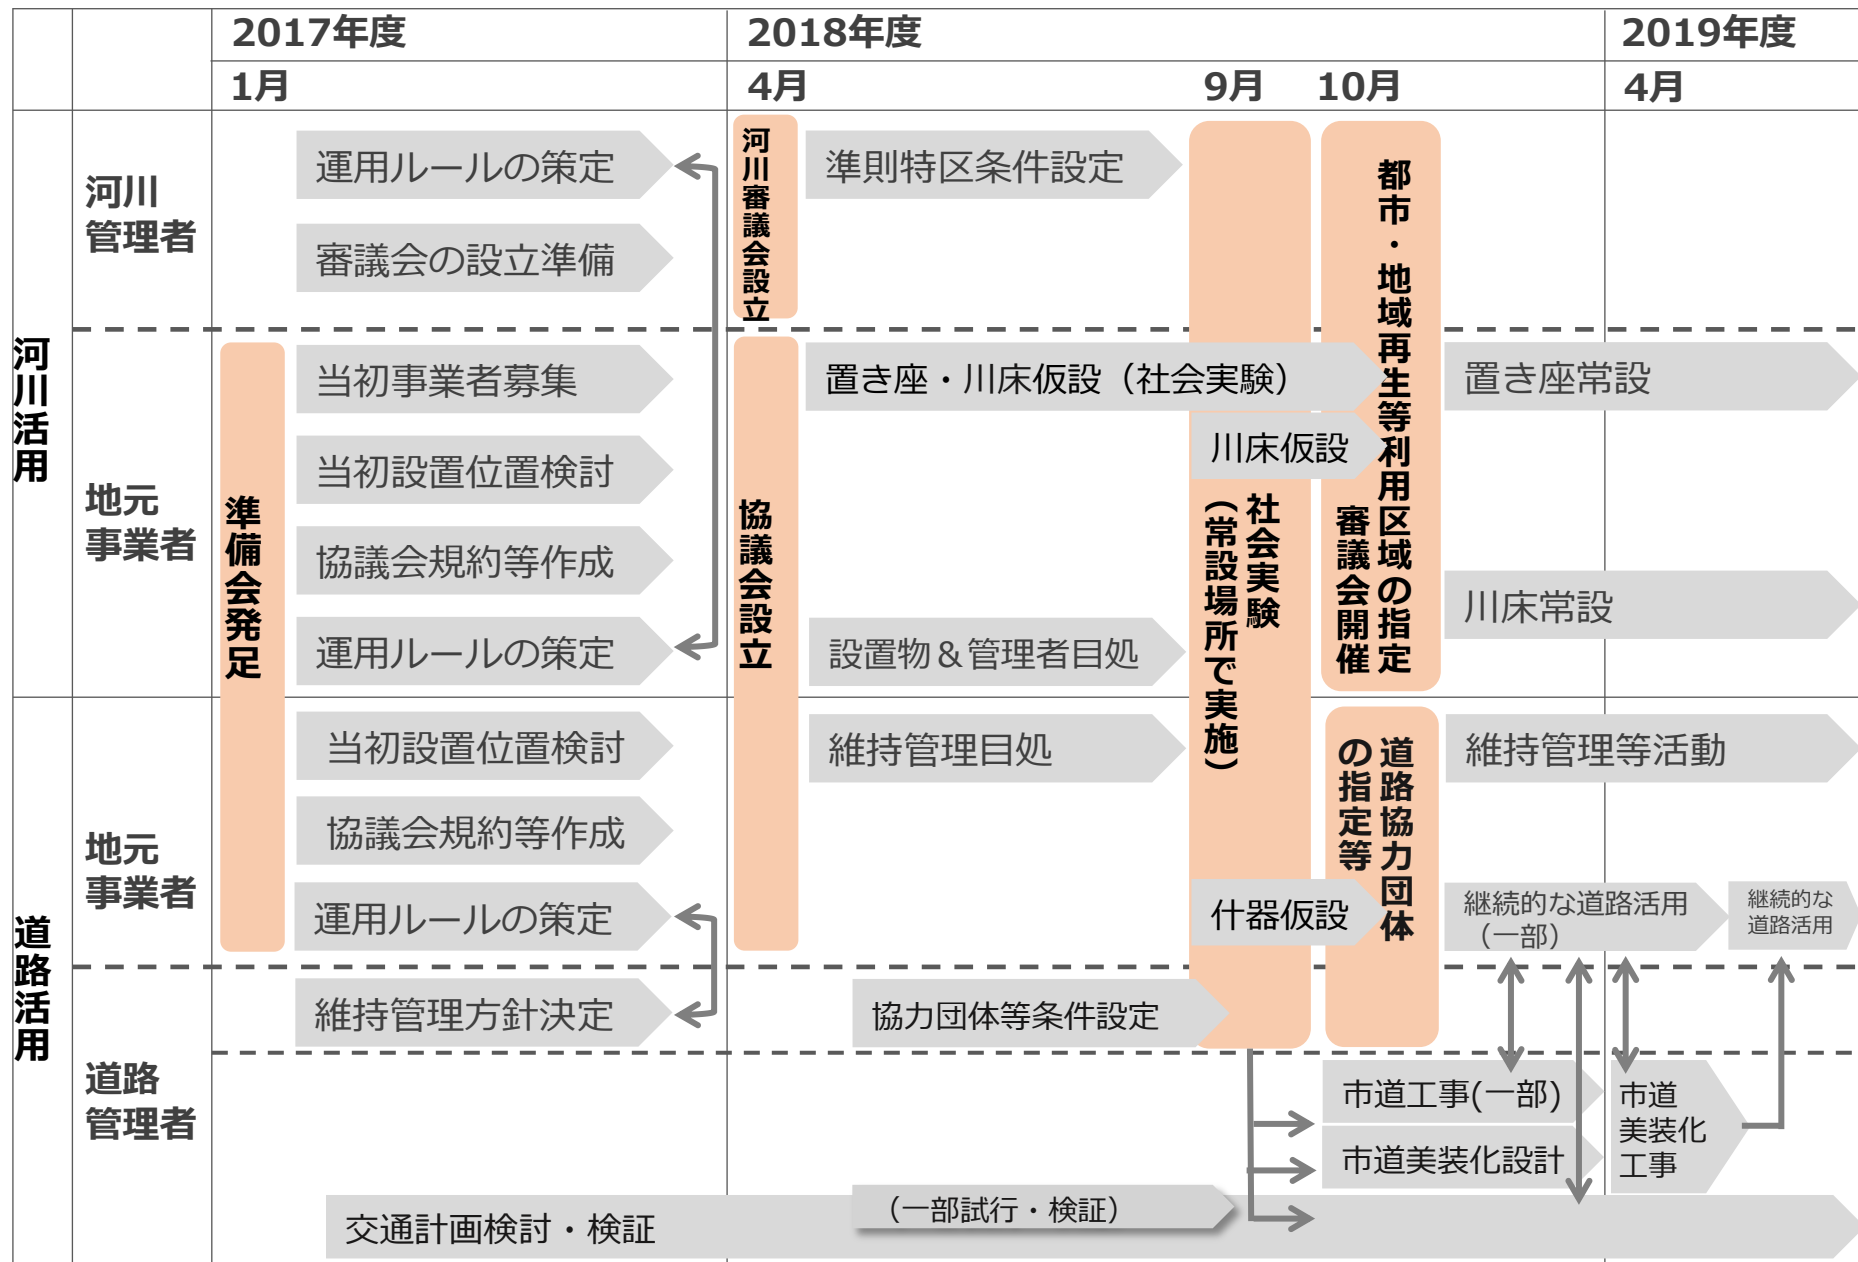 2017年度
2018年度
2019年度
1月
4月
9月
10月
4月
河川活用
河川
管理者
運用ルールの策定
審議会の設立準備
河川審議会設立
準則特区条件設定
地元
事業者
準備会発足
当初事業者募集
当初設置位置検討
協議会規約等作成
運用ルールの策定
協議会設立
置き座・川床仮設（社会実験）
川床仮設
設置物＆管理者目処
社会実験
（常設場所で実施）
都市・地域再生等利用区域の指定
審議会開催
置き座常設
川床常設
道路活用
地元
事業者
当初設置位置検討
協議会規約等作成
運用ルールの策定
維持管理目処
什器仮設
道路協力団体
の指定等
維持管理等活動
継続的な道路活用
（一部）
継続的な
道路活用
道路
管理者
維持管理方針決定
協力団体等条件設定
市道工事(一部)
市道美装化設計
市道
美装化
工事
（一部試行・検証）
交通計画検討・検証